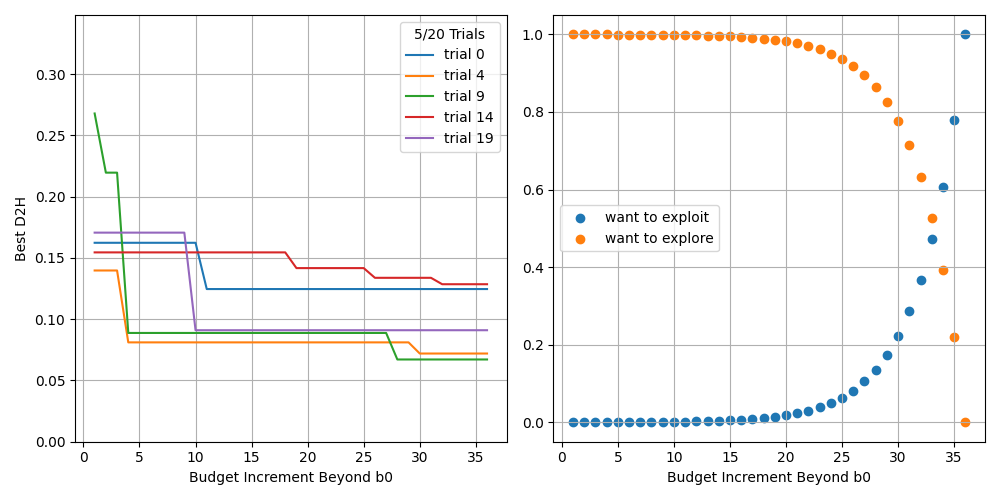 5/20 Trials
trial 0
trial 4
trial 9
trial 14
trial 19
0.30
0.25
0.20
0.15
0.10
0.05
0.00
Best D2H
0 5 10 15 20 25 30 35
Budget Increment Beyond b0
want to exploit
want to explore
1.0
0.8
0.6
0.4
0.2
0.0
0 5 10 15 20 25 30 35
Budget Increment Beyond b0